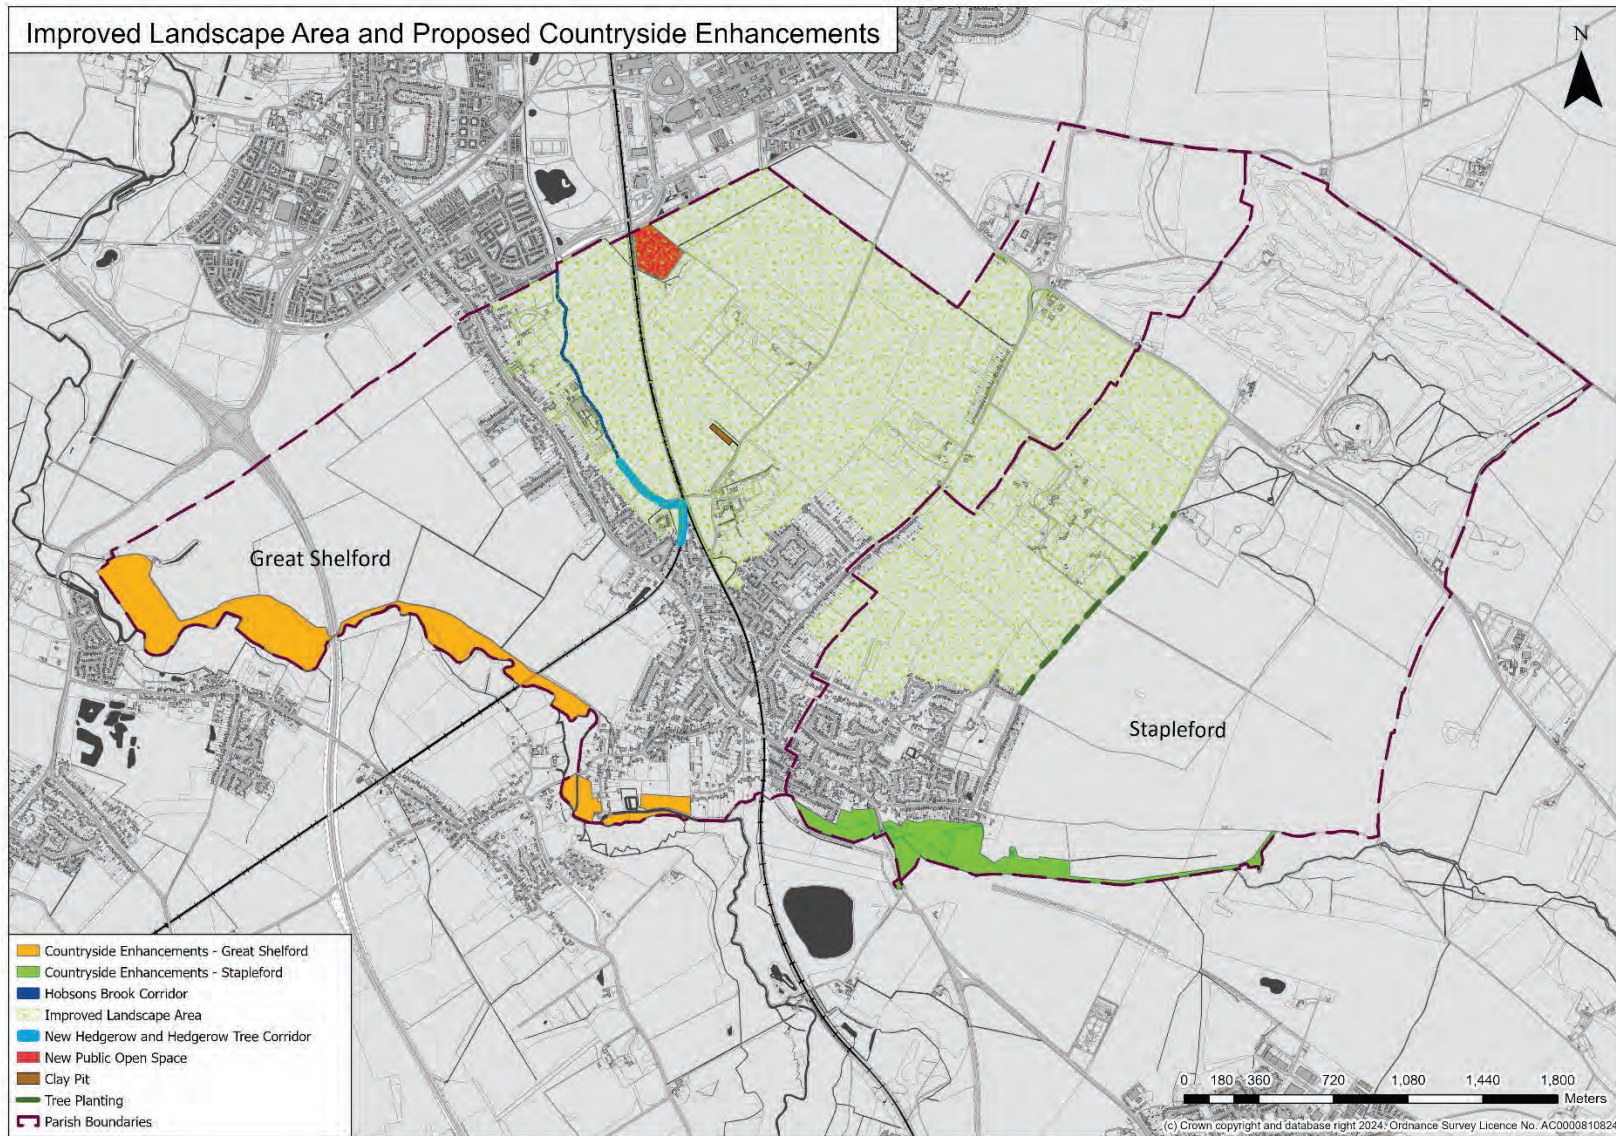 Improved Landscape Area and Proposed Countryside Enhancements
N
Great Shelford
Stapleford
Countryside Enhancements - Great Shelford
Countryside Enhancements - Stapleford
Hobsons Brook Corridor
Improved Landscape Area
New Hedgerow and Hedgerow Tree Corridor
New Public Open Space
Clay Pit
Tree Planting
Parish Boundaries
0 180 360 720 1,080 1,440 1,800
Meters
(c) Crown copyright and database right 2024. Ordnance Survey Licence No. AC0000810824